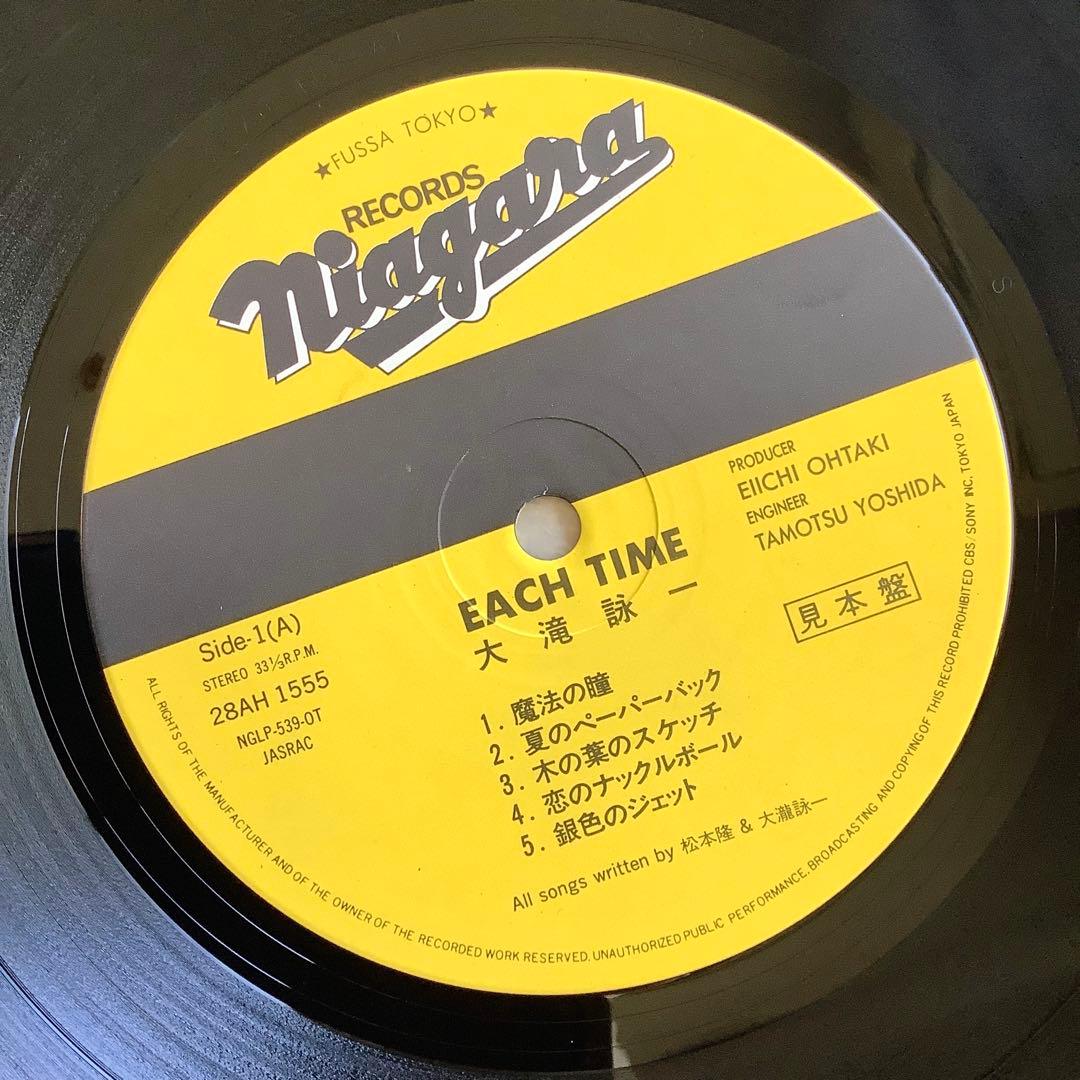 ★FUSSA TOKYO★
RECORDS
Niagara
PRODUCER
EIICHI OHTAKI
ENGINEER
TAMOTSU YOSHIDA
EACH TIME
大滝詠一
見本盤
Side-1(A)
STEREO 33⅓R.P.M.
28AH 1555
NGLP-539-OT
JASRAC
1. 魔法の瞳
2. 夏のペーパーバック
3. 木の葉のスケッチ
4. 恋のナックルボール
5. 銀色のジェット
All songs written by 松本隆 & 大瀧詠一
ALL RIGHTS OF THE MANUFACTURER AND OF THE OWNER OF THE RECORDED WORK RESERVED. UNAUTHORIZED PUBLIC PERFORMANCE, BROADCASTING AND COPYING OF THIS RECORD PROHIBITED CBS/SONY INC. TOKYO JAPAN
S